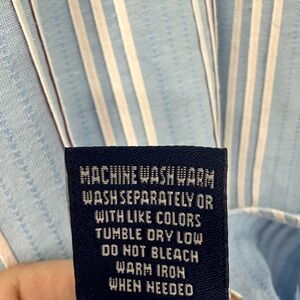 MACHINE WASH WARM
WASH SEPARATELY OR
WITH LIKE COLORS
TUMBLE DRY LOW
DO NOT BLEACH
WARM IRON
WHEN NEEDED